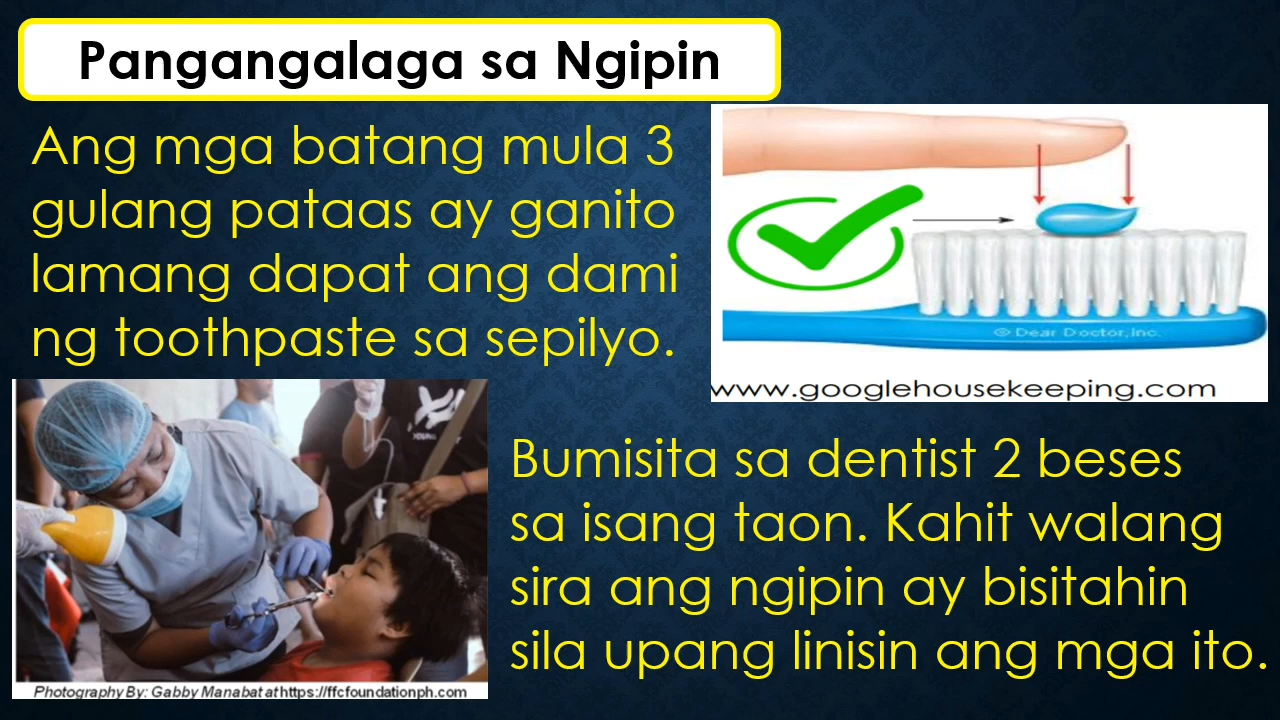 Pangangalaga sa Ngipin
Ang mga batang mula 3
gulang pataas ay ganito
lamang dapat ang dami
ng toothpaste sa sepilyo.
© Dear Doctor, Inc.
www.googlehousekeeping.com
Bumisita sa dentist 2 beses
sa isang taon. Kahit walang
sira ang ngipin ay bisitahin
sila upang linisin ang mga ito.
Photography By: Gabby Manabat at https://ffcfoundationph.com